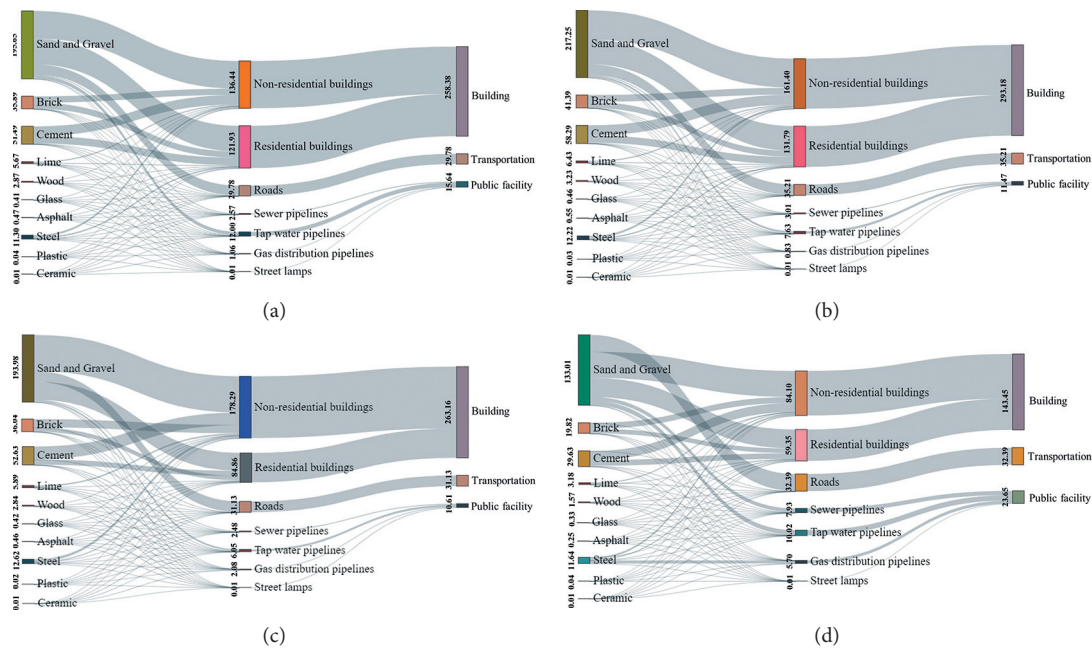 195.65
Sand and Gravel
Brick
51.49
Cement
5.67
Lime
2.87
Wood
0.41
Glass
0.47
Asphalt
11.30
Steel
0.04
Plastic
0.01
Ceramic
136.44
Non-residential buildings
121.93
Residential buildings
29.78
Roads
2.57
Sewer pipelines
12.00
Tap water pipelines
1.06
Gas distribution pipelines
0.01
Street lamps
258.38
Building
29.78
Transportation
15.64
Public facility
(a)
217.25
Sand and Gravel
41.39
Brick
58.29
Cement
6.43
Lime
3.23
Wood
0.46
Glass
0.55
Asphalt
12.22
Steel
0.03
Plastic
0.01
Ceramic
161.40
Non-residential buildings
131.79
Residential buildings
35.21
Roads
3.01
Sewer pipelines
7.63
Tap water pipelines
0.83
Gas distribution pipelines
0.01
Street lamps
293.18
Building
35.21
Transportation
11.47
Public facility
(b)
193.98
Sand and Gravel
36.04
Brick
52.63
Cement
5.89
Lime
2.84
Wood
0.42
Glass
0.46
Asphalt
12.62
Steel
0.02
Plastic
0.01
Ceramic
178.29
Non-residential buildings
84.86
Residential buildings
31.13
Roads
2.48
Sewer pipelines
6.05
Tap water pipelines
2.08
Gas distribution pipelines
0.01
Street lamps
263.16
Building
31.13
Transportation
10.61
Public facility
(c)
133.01
Sand and Gravel
19.82
Brick
29.63
Cement
3.18
Lime
1.57
Wood
0.33
Glass
0.25
Asphalt
11.64
Steel
0.04
Plastic
0.01
Ceramic
84.10
Non-residential buildings
59.35
Residential buildings
32.39
Roads
7.93
Sewer pipelines
10.02
Tap water pipelines
5.70
Gas distribution pipelines
0.01
Street lamps
143.45
Building
32.39
Transportation
23.65
Public facility
(d)